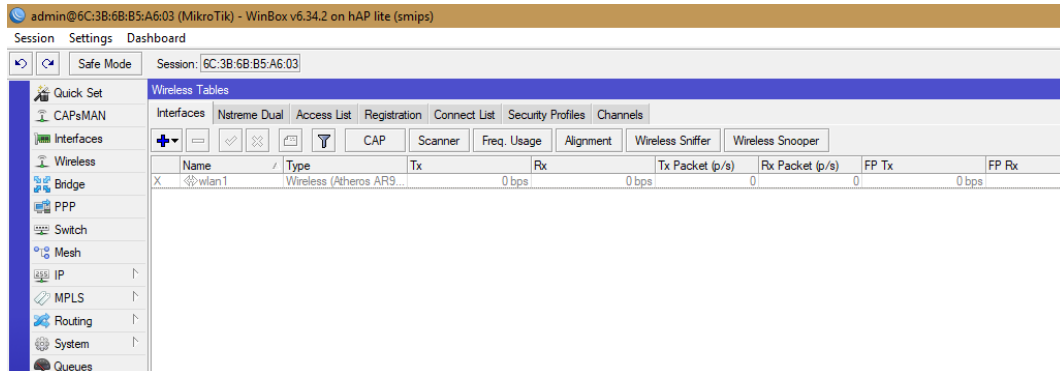 admin@6C:3B:6B:B5:A6:03 (MikroTik) - WinBox v6.34.2 on hAP lite (smips)
Session Settings Dashboard
Safe Mode Session: 6C:3B:6B:B5:A6:03
Quick Set
CAPsMAN
Interfaces
Wireless
Bridge
PPP
Switch
Mesh
IP
MPLS
Routing
System
Queues
Wireless Tables
Interfaces Nstreme Dual Access List Registration Connect List Security Profiles Channels
CAP Scanner Freq. Usage Alignment Wireless Sniffer Wireless Snooper
Name Type Tx Rx Tx Packet (p/s) Rx Packet (p/s) FP Tx FP Rx
X wlan1 Wireless (Atheros AR9... 0 bps 0 bps 0 0 0 bps